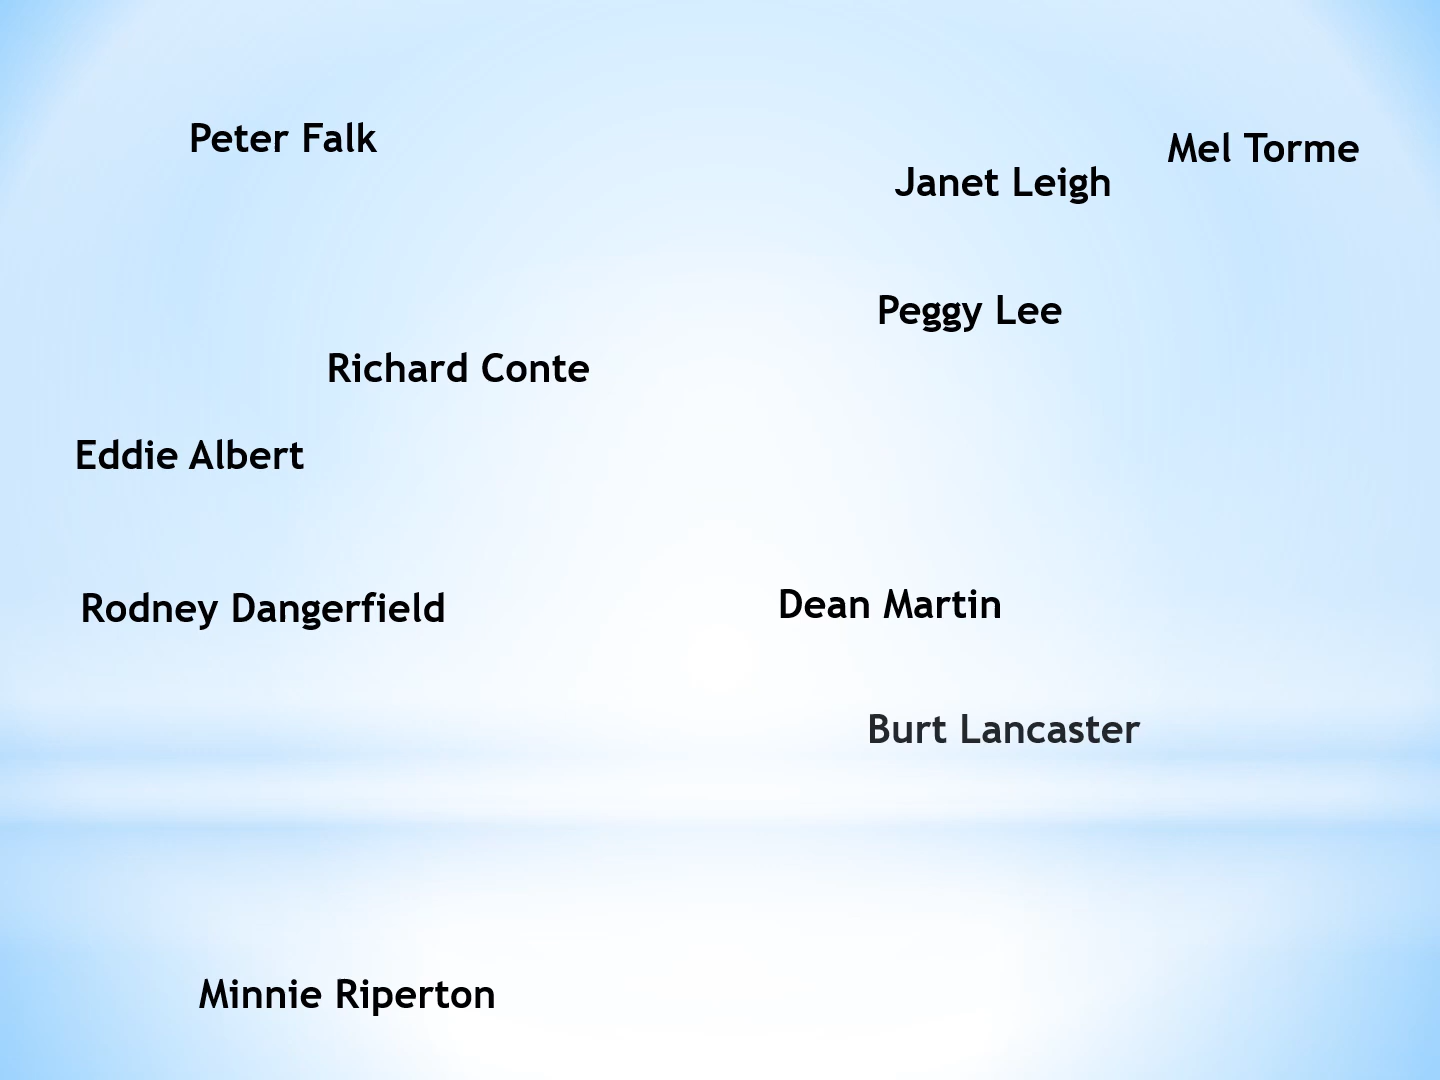 Peter Falk
Mel Torme
Janet Leigh
Peggy Lee
Richard Conte
Eddie Albert
Rodney Dangerfield
Dean Martin
Burt Lancaster
Minnie Riperton